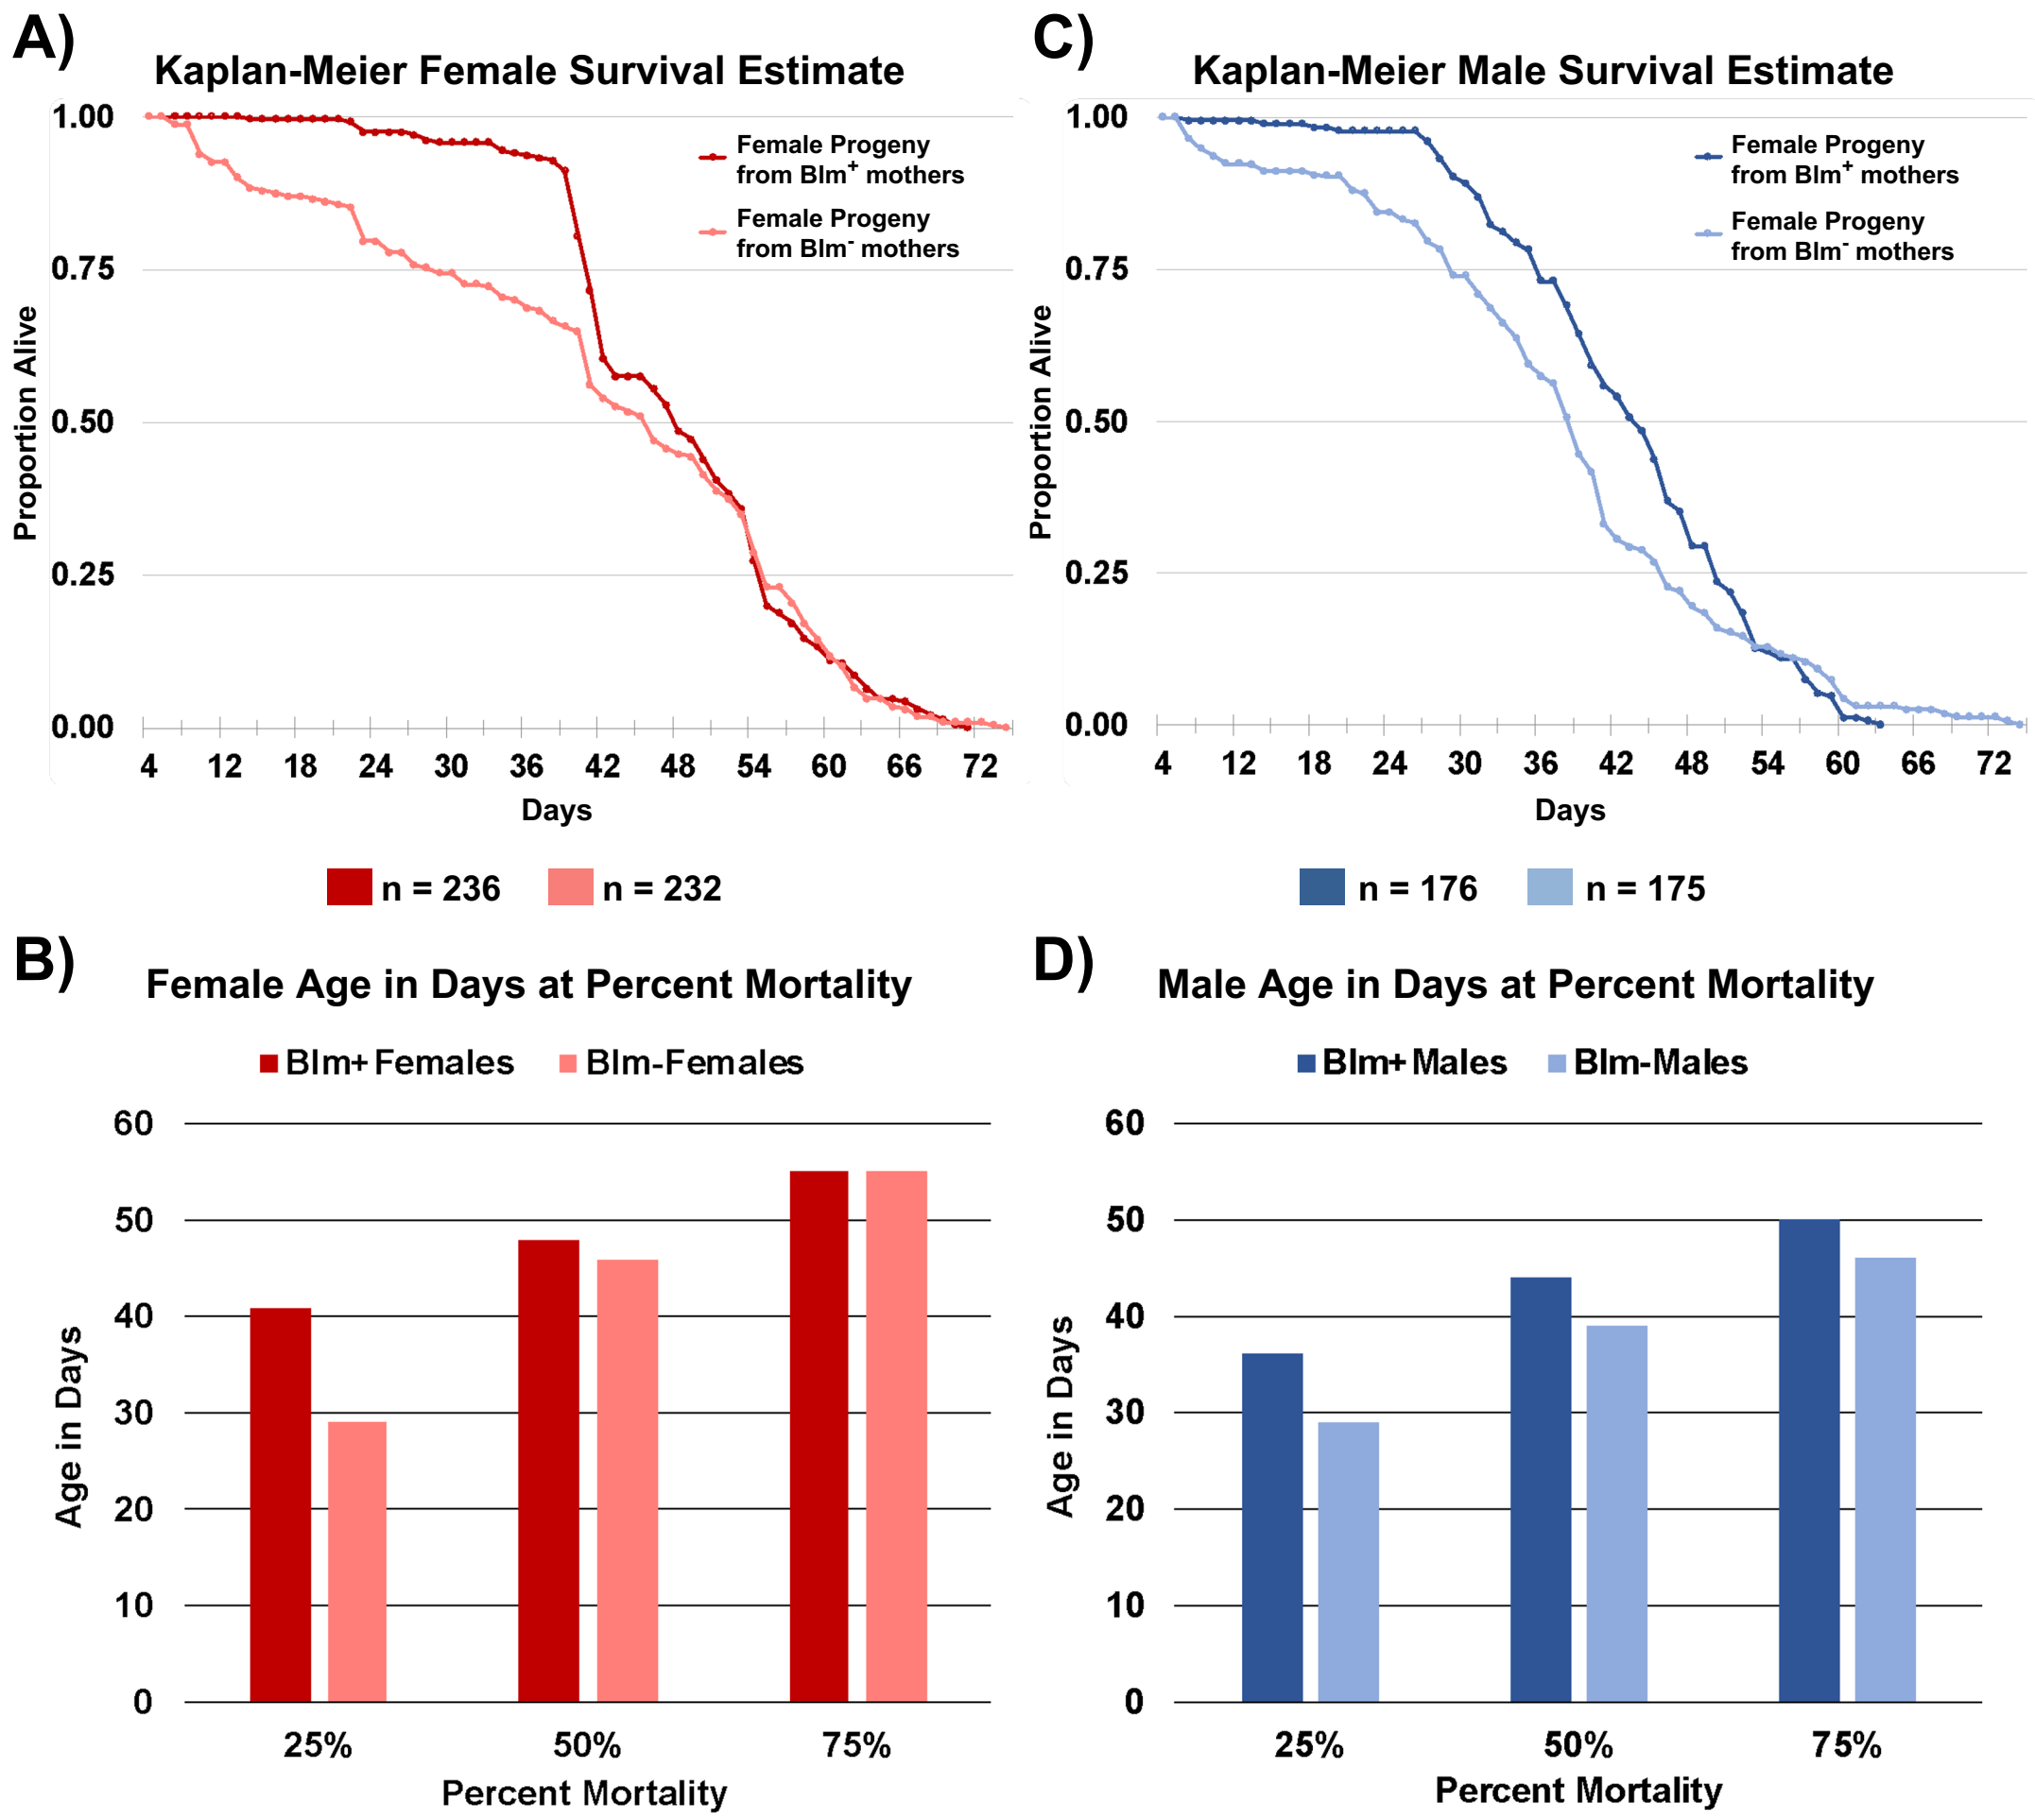 A)
Kaplan-Meier Female Survival Estimate
1.00
0.75
0.50
0.25
0.00
Proportion Alive
Female Progeny
from Blm+ mothers
Female Progeny
from Blm- mothers
4 12 18 24 30 36 42 48 54 60 66 72
Days
n = 236 n = 232
C)
Kaplan-Meier Male Survival Estimate
1.00
0.75
0.50
0.25
0.00
Proportion Alive
Female Progeny
from Blm+ mothers
Female Progeny
from Blm- mothers
4 12 18 24 30 36 42 48 54 60 66 72
Days
n = 176 n = 175
B)
Female Age in Days at Percent Mortality
Blm+ Females Blm-Females
60
50
40
30
20
10
0
Age in Days
25% 50% 75%
Percent Mortality
D)
Male Age in Days at Percent Mortality
Blm+ Males Blm-Males
60
50
40
30
20
10
0
Age in Days
25% 50% 75%
Percent Mortality